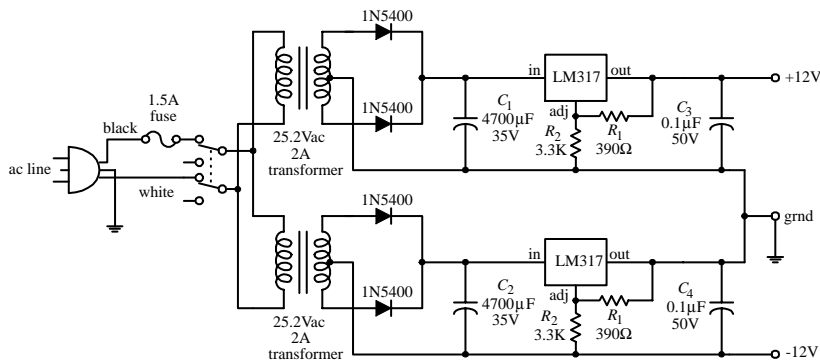 1N5400
1.5A
fuse
black
ac line
white
25.2Vac
2A
transformer
1N5400
in
LM317
out
adj
C1
4700μF
35V
R2
3.3K
R1
390Ω
C3
0.1μF
50V
+12V
grnd
1N5400
1N5400
25.2Vac
2A
transformer
in
LM317
out
adj
C2
4700μF
35V
R2
3.3K
R1
390Ω
C4
0.1μF
50V
-12V